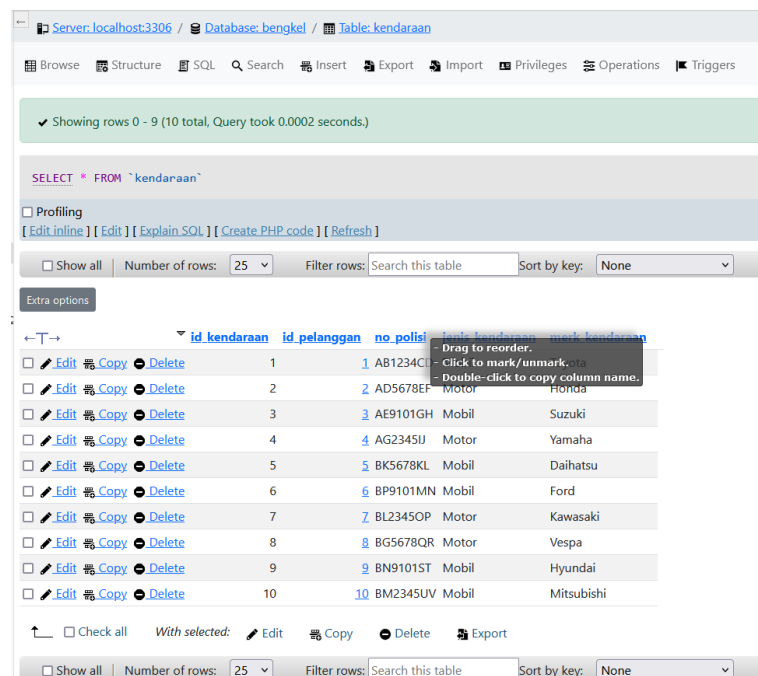 ←
Server: localhost:3306 / Database: bengkel / Table: kendaraan
Browse Structure SQL Search Insert Export Import Privileges Operations Triggers
Showing rows 0 - 9 (10 total, Query took 0.0002 seconds.)
SELECT * FROM `kendaraan`
Profiling
[ Edit inline ] [ Edit ] [ Explain SQL ] [ Create PHP code ] [ Refresh ]
Show all | Number of rows: 25 Filter rows: Search this table Sort by key: None
Extra options
←T→ id_kendaraan id_pelanggan no_polisi jenis_kendaraan merk_kendaraan
- Drag to reorder.
- Click to mark/unmark.
- Double-click to copy column name.
Edit Copy Delete 1 1 AB1234CD
Edit Copy Delete 2 2 AD5678EF Motor Honda
Edit Copy Delete 3 3 AE9101GH Mobil Suzuki
Edit Copy Delete 4 4 AG2345IJ Motor Yamaha
Edit Copy Delete 5 5 BK5678KL Mobil Daihatsu
Edit Copy Delete 6 6 BP9101MN Mobil Ford
Edit Copy Delete 7 7 BL2345OP Motor Kawasaki
Edit Copy Delete 8 8 BG5678QR Motor Vespa
Edit Copy Delete 9 9 BN9101ST Mobil Hyundai
Edit Copy Delete 10 10 BM2345UV Mobil Mitsubishi
Check all With selected: Edit Copy Delete Export
Show all | Number of rows: 25 Filter rows: Search this table Sort by key: None